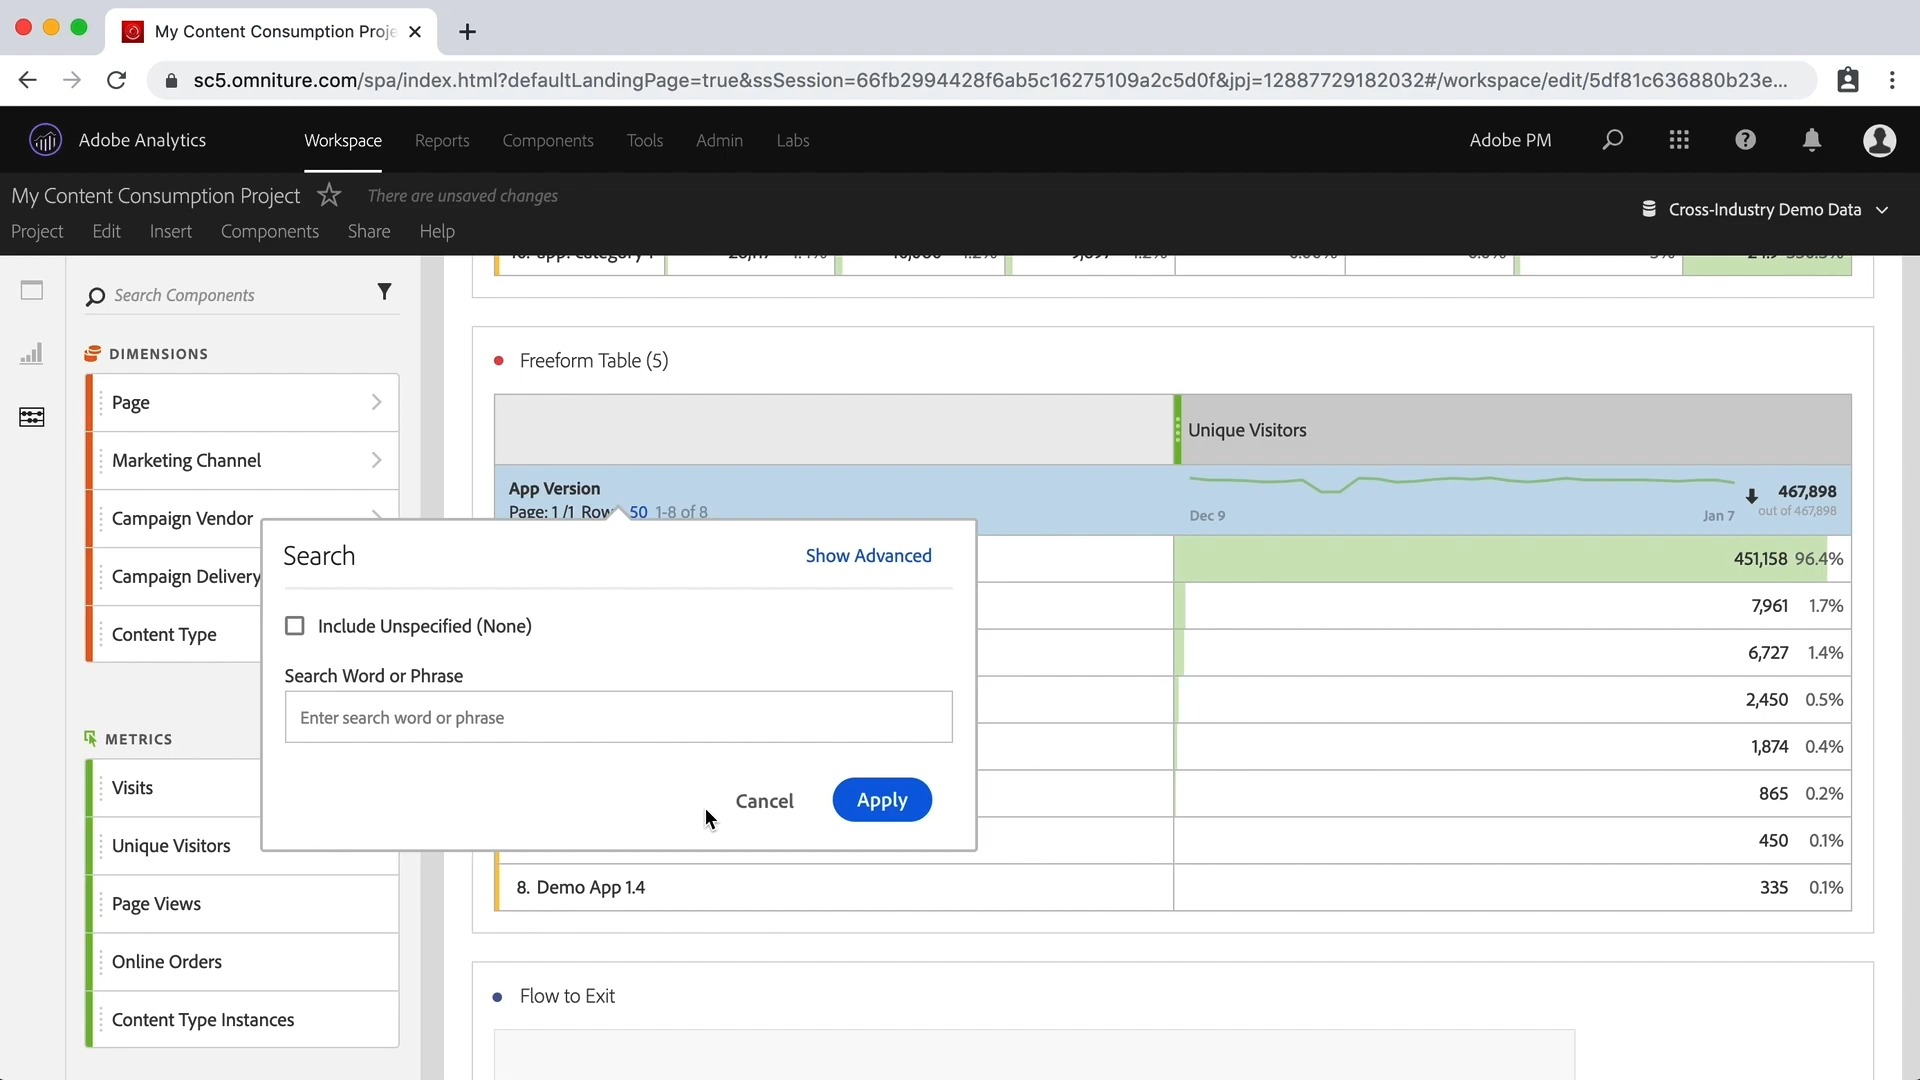 My Content Consumption Proje
sc5.omniture.com/spa/index.html?defaultLandingPage=true&ssSession=66fb2994428f6ab5c16275109a2c5d0f&jpj=12887729182032#/workspace/edit/5df81c636880b23e...
Adobe Analytics Workspace Reports Components Tools Admin Labs Adobe PM
My Content Consumption Project There are unsaved changes
Cross-Industry Demo Data
Project Edit Insert Components Share Help
Search Components
DIMENSIONS
Page
Marketing Channel
Campaign Vendor
Campaign Delivery
Content Type
METRICS
Visits
Unique Visitors
Page Views
Online Orders
Content Type Instances
Freeform Table (5)
Unique Visitors
App Version
Page: 1 /1 Row 50 1-8 of 8
Dec 9 Jan 7
467,898
out of 467,898
Search Show Advanced
Include Unspecified (None)
Search Word or Phrase
Enter search word or phrase
Cancel Apply
451,158 96.4%
7,961 1.7%
6,727 1.4%
2,450 0.5%
1,874 0.4%
865 0.2%
450 0.1%
8. Demo App 1.4 335 0.1%
Flow to Exit